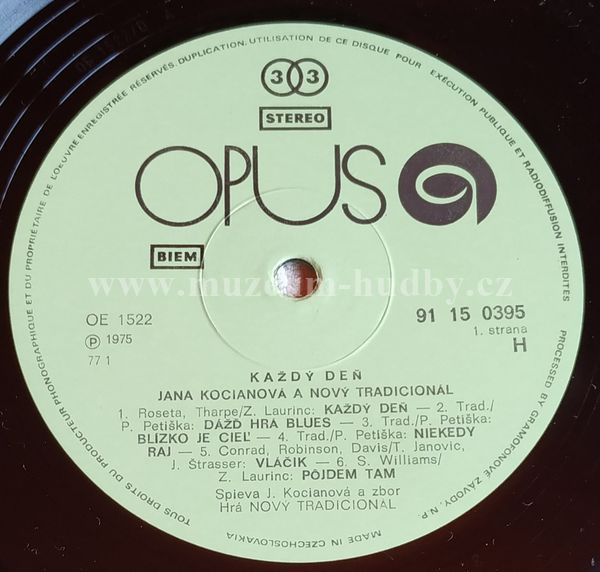 TOUS DROITS DU PRODUCTEUR PHONOGRAPHIQUE ET DU PROPRIÉTAIRE DE L'OEUVRE ENREGISTRÉE RÉSERVÉS. DUPLICATION. UTILISATION DE CE DISQUE POUR EXÉCUTION PUBLIQUE ET RADIODIFFUSION INTERDITES
33
STEREO
OPUS
BIEM
www.muzeum-hudby.cz
OE 1522
℗ 1975
77 1
91 15 0395
1. strana
H
KAŽDÝ DEŇ
JANA KOCIANOVÁ A NOVÝ TRADICIONÁL
1. Roseta, Tharpe/Z. Laurinc: KAŽDÝ DEŇ — 2. Trad./
P. Petiška: DÁŽĎ HRÁ BLUES — 3. Trad./P. Petiška:
BLÍZKO JE CIEĽ — 4. Trad./P. Petiška: NIEKEDY
RAJ — 5. Conrad, Robinson, Davis/T. Janovic,
J. Štrasser: VLÁČIK — 6. S. Williams/
Z. Laurinc: PÔJDEM TAM
Spieva J. Kocianová a zbor
Hrá NOVÝ TRADICIONÁL
MADE IN CZECHOSLOVAKIA
PROCESSED BY GRAMOFONOVÉ ZÁVODY, N.P.